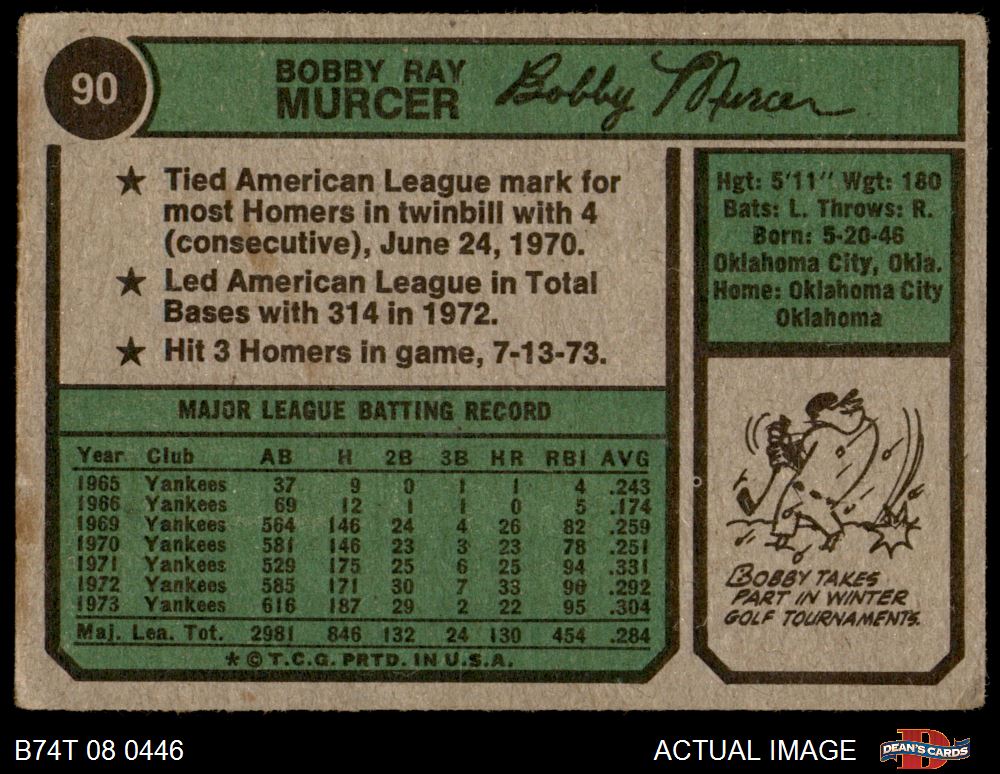 90
BOBBY RAY
MURCER
Bobby Murcer
★ Tied American League mark for
most Homers in twinbill with 4
(consecutive), June 24, 1970.
★ Led American League in Total
Bases with 314 in 1972.
★ Hit 3 Homers in game, 7-13-73.
Hgt: 5'11" Wgt: 180
Bats: L. Throws: R.
Born: 5-20-46
Oklahoma City, Okla.
Home: Oklahoma City
Oklahoma
MAJOR LEAGUE BATTING RECORD
Year Club AB H 2B 3B HR RBI AVG
1965 Yankees 37 9 0 1 1 4 .243
1966 Yankees 69 12 1 1 0 5 .174
1969 Yankees 564 146 24 4 26 82 .259
1970 Yankees 581 146 23 3 23 78 .251
1971 Yankees 529 175 25 6 25 94 .331
1972 Yankees 585 171 30 7 33 96 .292
1973 Yankees 616 187 29 2 22 95 .304
Maj. Lea. Tot. 2981 846 132 24 130 454 .284
★ © T.C.G. PRTD. IN U.S.A.
BOBBY TAKES
PART IN WINTER
GOLF TOURNAMENTS.
B74T 08 0446
ACTUAL IMAGE
DEAN'S CARDS